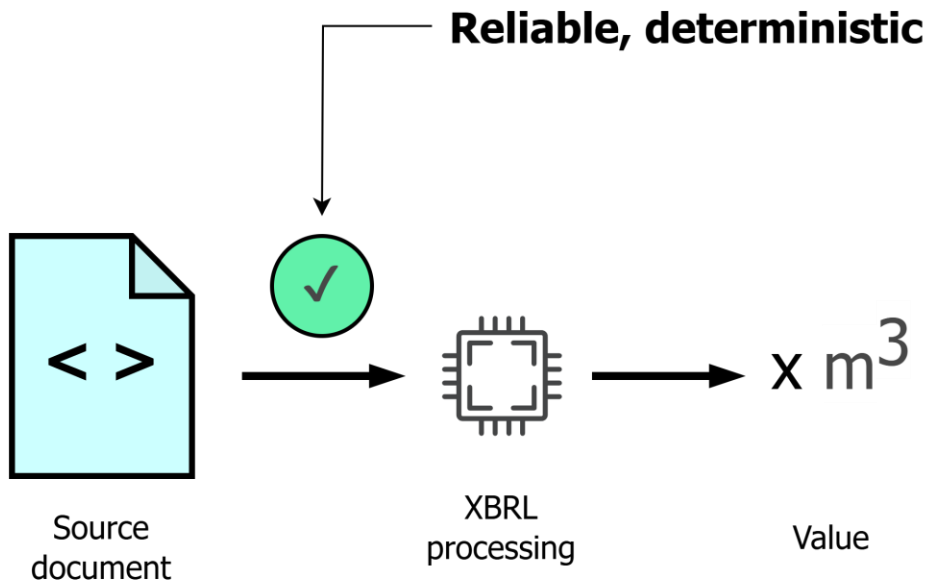 Reliable, deterministic
✓
< >
x m³
Source
document
XBRL
processing
Value